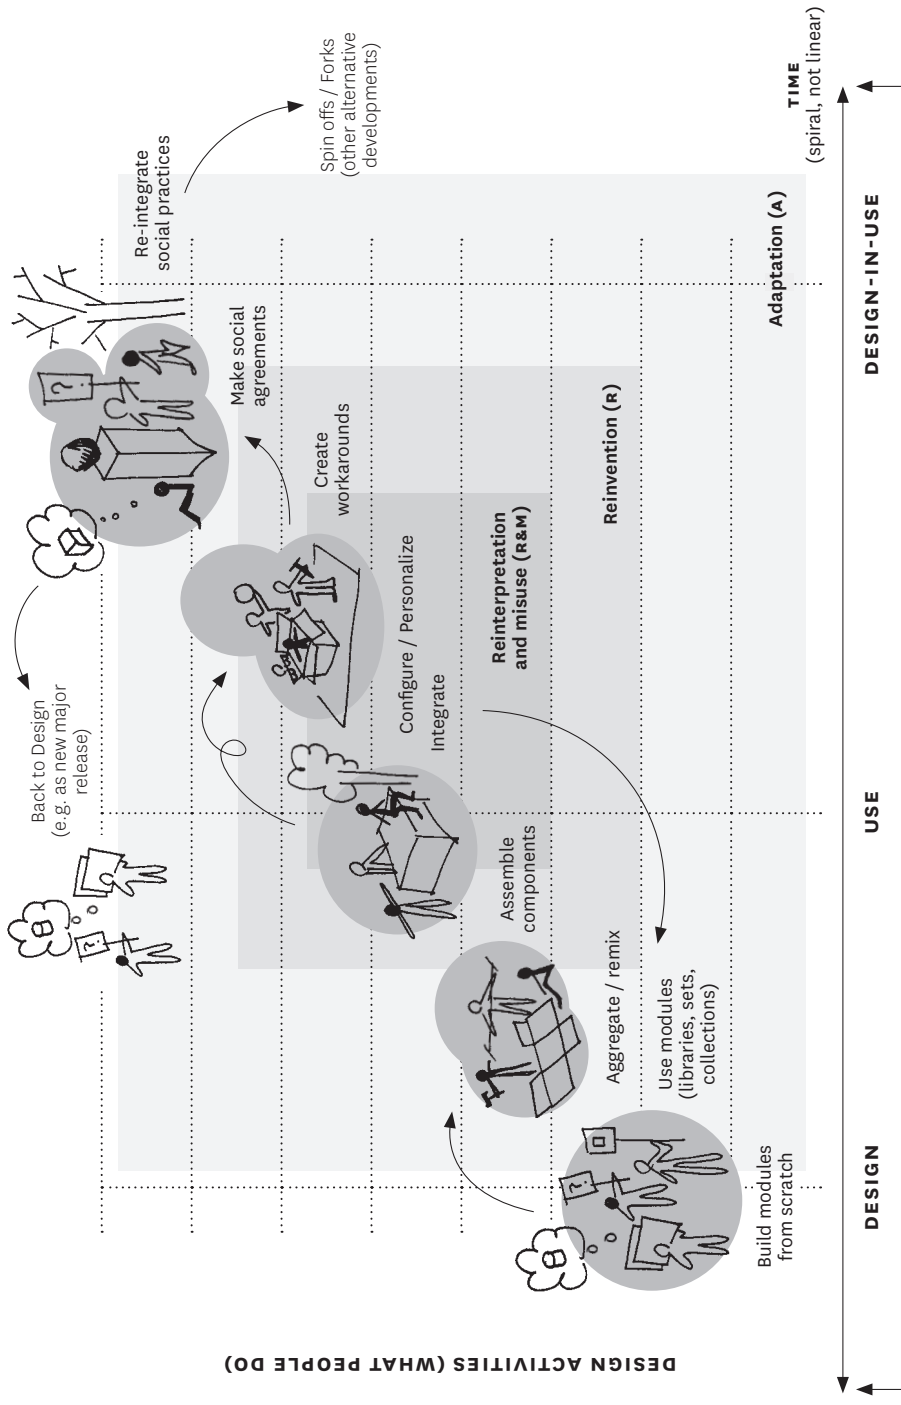 Back to Design
(e.g. as new major
release)
Re-integrate
social practices
Spin offs / Forks
(other alternative
developments)
Make social
agreements
Create
workarounds
Configure / Personalize
Integrate
Assemble
components
Aggregate / remix
Use modules
(libraries, sets,
collections)
Build modules
from scratch
Reinterpretation
and misuse (R&M)
Reinvention (R)
Adaptation (A)
TIME
(spiral, not linear)
DESIGN
USE
DESIGN-IN-USE
DESIGN ACTIVITIES (WHAT PEOPLE DO)
?
?
?